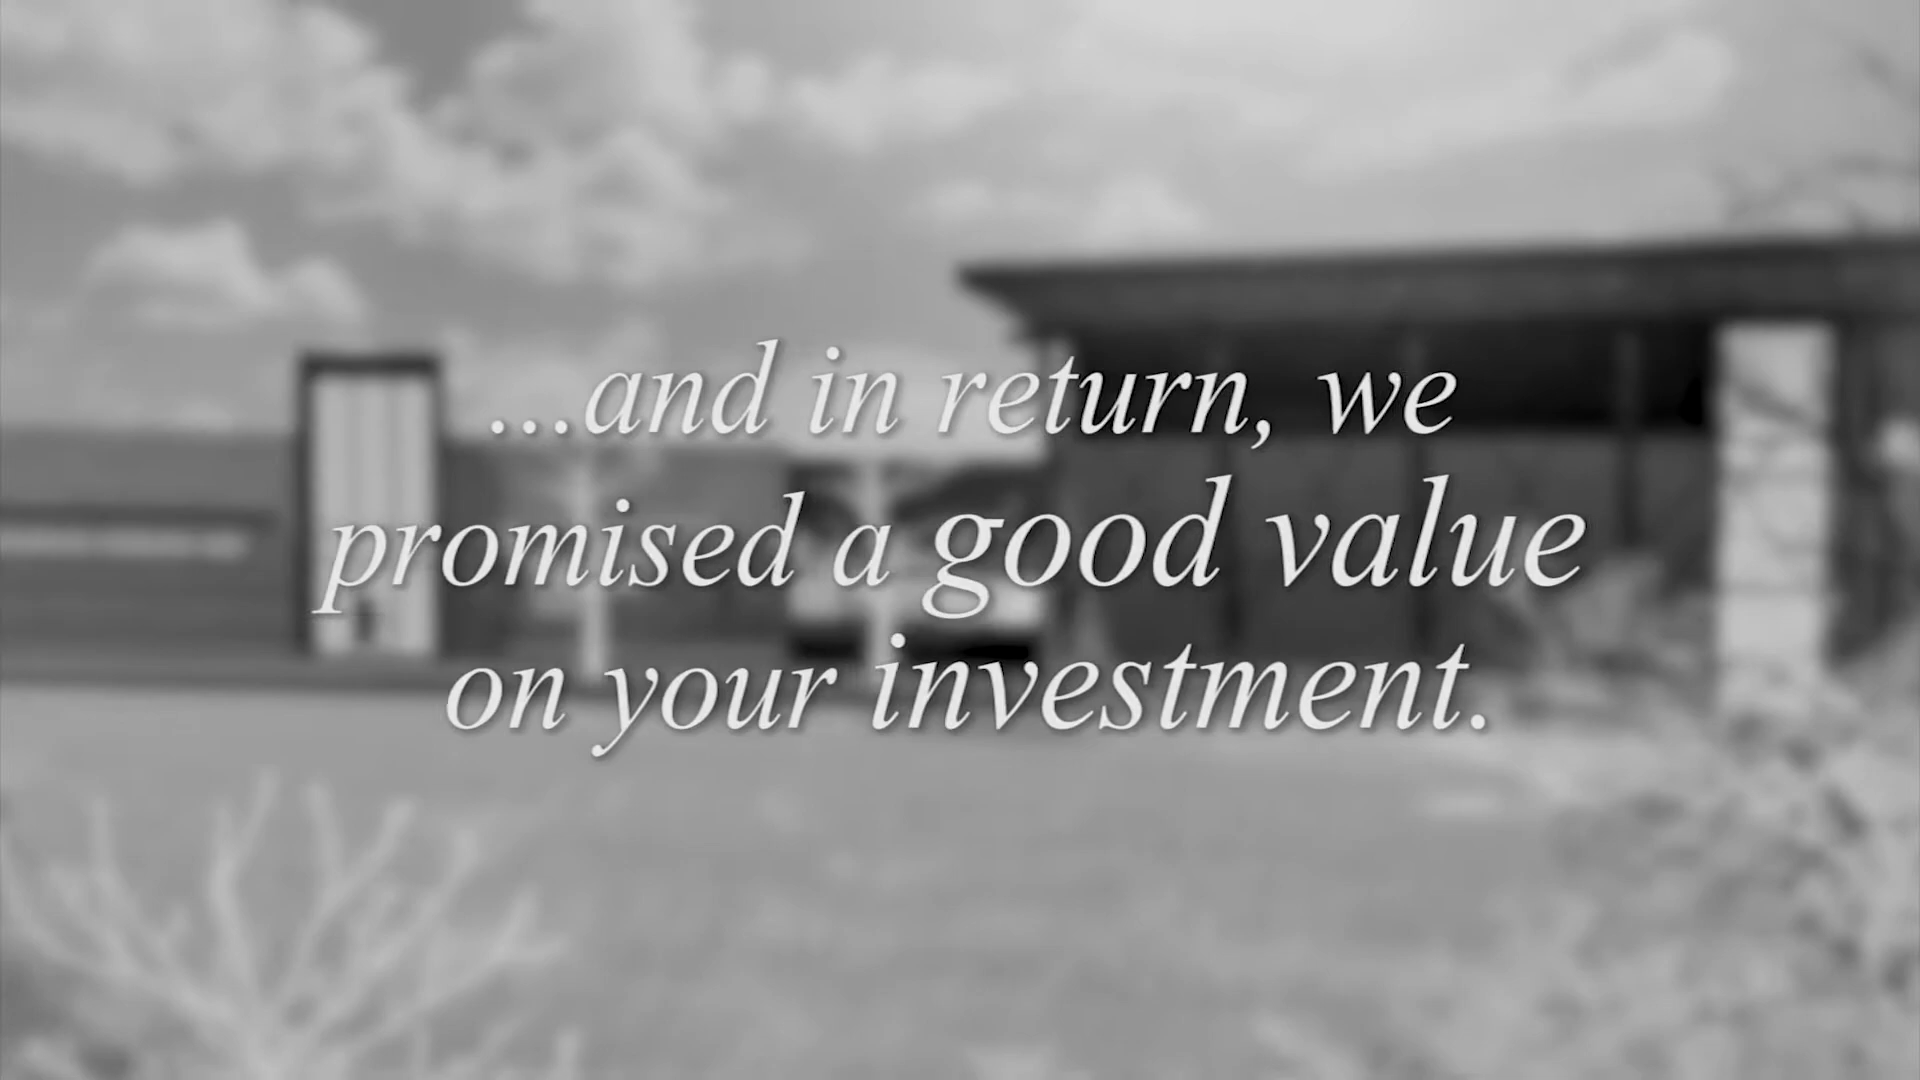 ...and in return, we
promised a good value
on your investment.